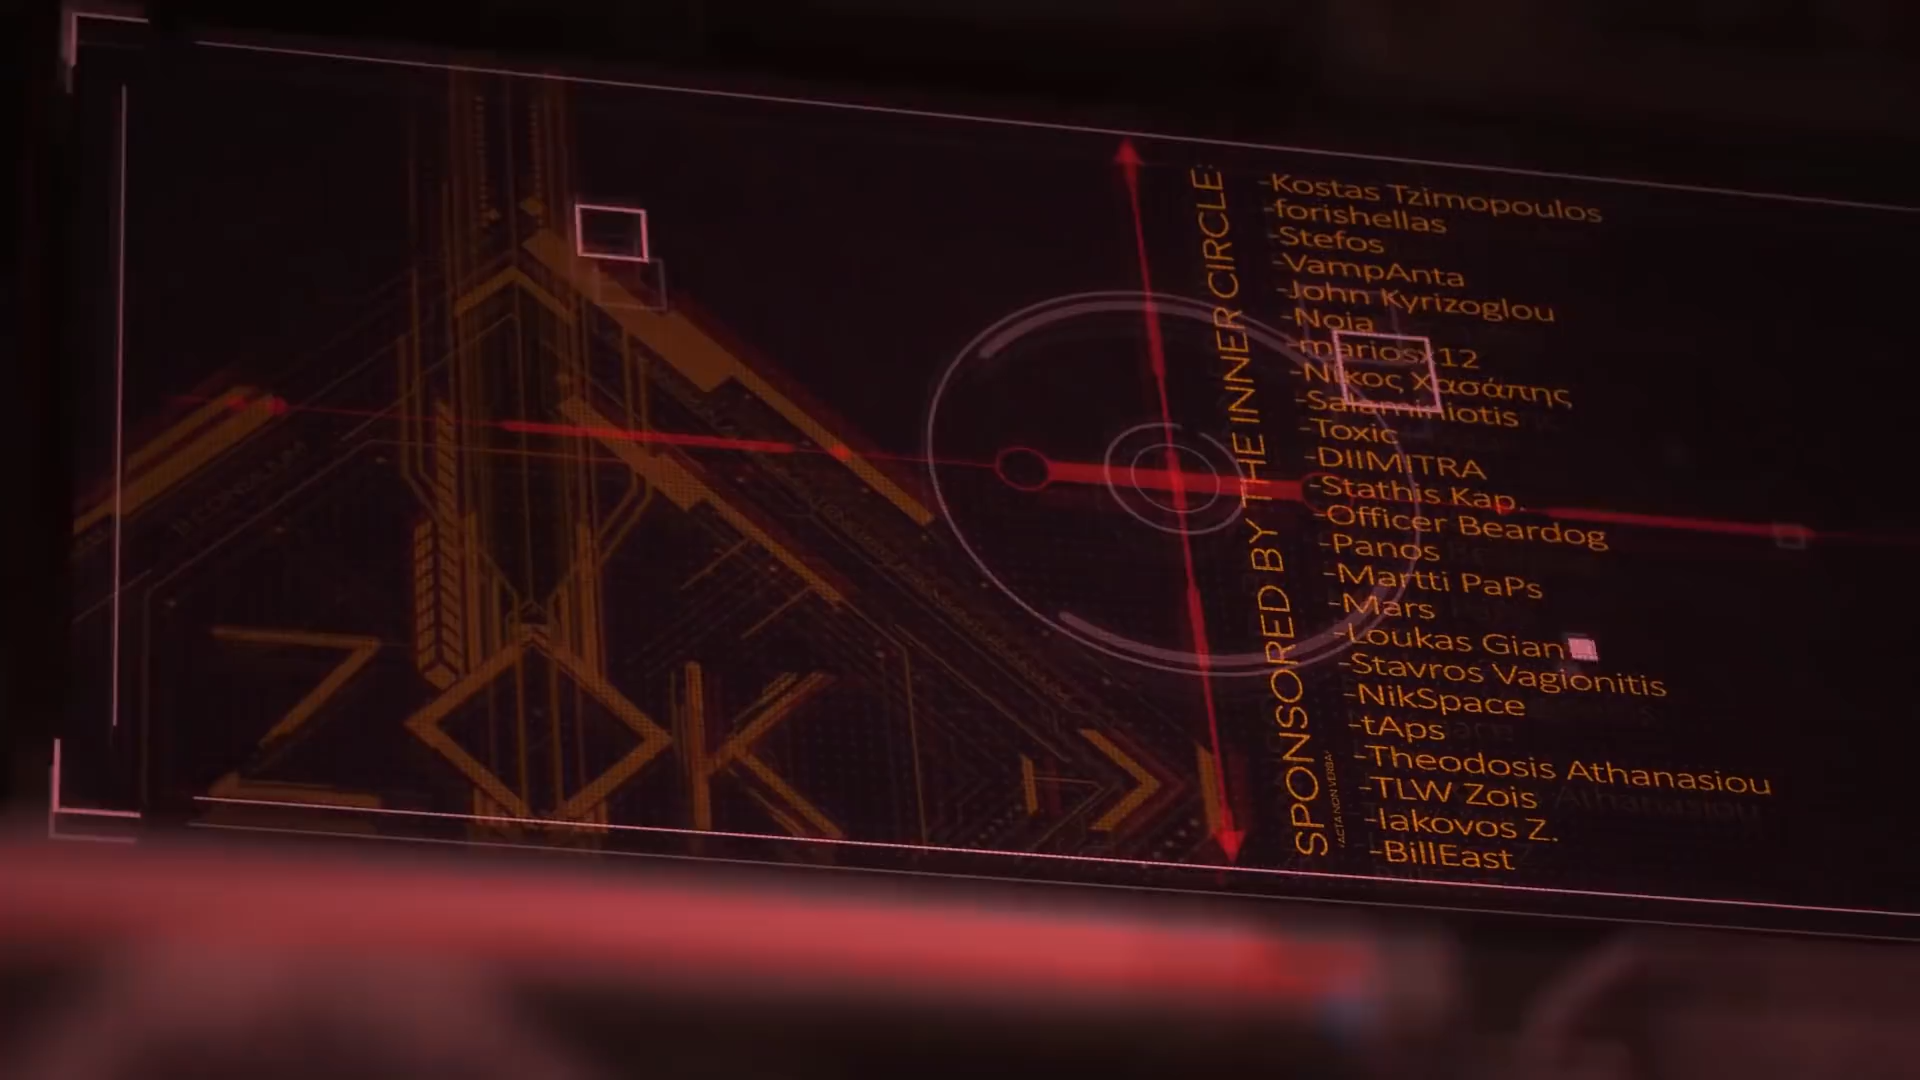 ZOK
SPONSORED BY THE INNER CIRCLE:
-Kostas Tzimopoulos
-forishellas
-Stefos
-VampAnta
-John Kyrizoglou
-Noia
-mariosx12
-Νίκος Χασάπης
-Salaminiotis
-Toxic
-DIIMITRA
-Stathis Kap.
-Officer Beardog
-Panos
-Martti PaPs
-Mars
-Loukas Gian
-Stavros Vagionitis
-NikSpace
-tAps
-Theodosis Athanasiou
-TLW Zois
-Iakovos Z.
-BillEast